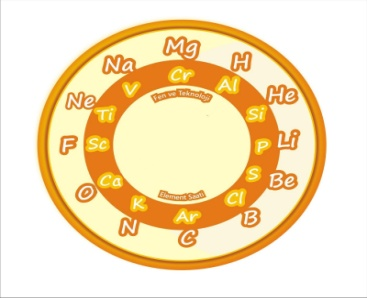 Mg
H
He
Li
Be
B
C
N
O
F
Ne
Na
Cr
Al
Si
P
S
Cl
Ar
K
Ca
Sc
Ti
V
Fen ve Teknoloji
Element Saati